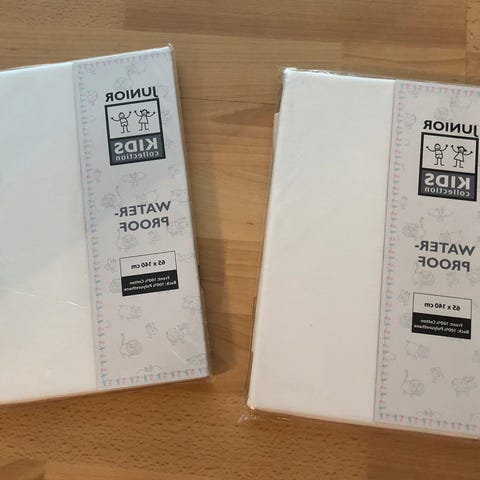 JUNIOR
KIDS
collection
WATER-
PROOF
65 x 140 cm
Front: 100% Cotton
Back: 100% Polyurethane
JUNIOR
KIDS
collection
WATER-
PROOF
65 x 140 cm
Front: 100% Cotton
Back: 100% Polyurethane